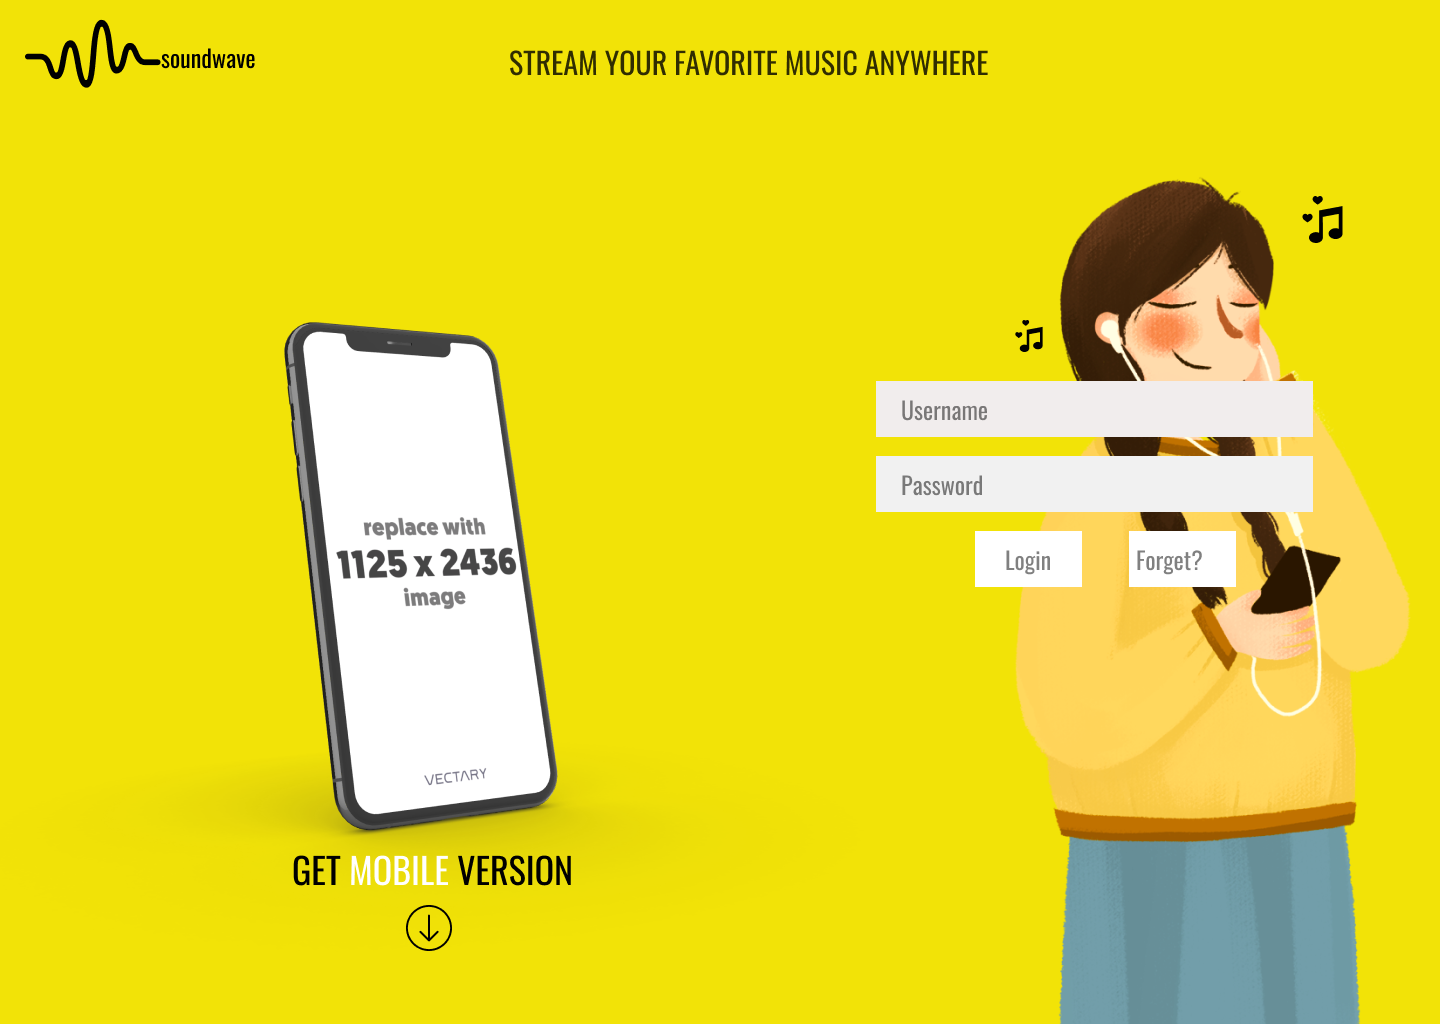 soundwave
STREAM YOUR FAVORITE MUSIC ANYWHERE
Username
Password
Login
Forget?
replace with
1125 x 2436
image
VECTARY
GET MOBILE VERSION